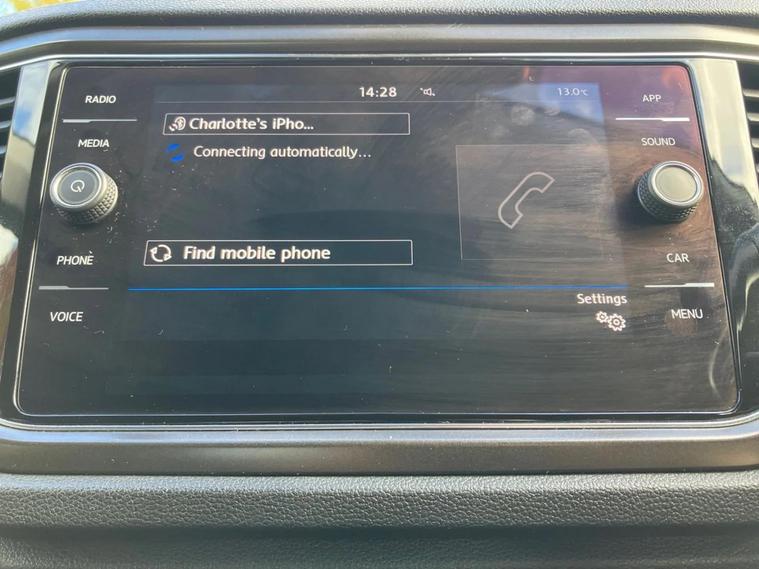 RADIO
14:28
13.0°C
APP
MEDIA
Charlotte's iPho...
Connecting automatically...
SOUND
PHONE
Find mobile phone
CAR
VOICE
Settings
MENU